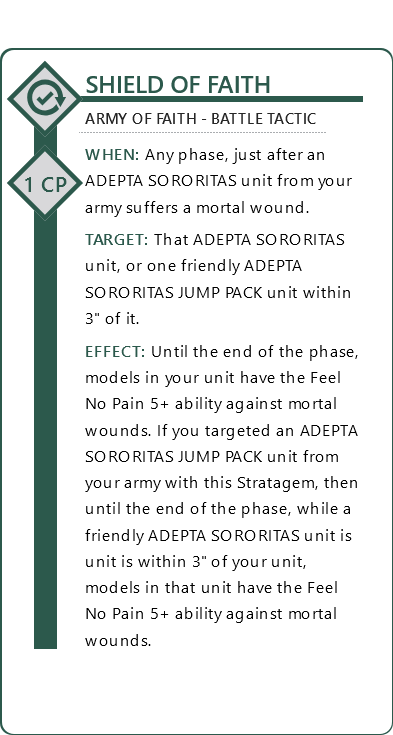 SHIELD OF FAITH
ARMY OF FAITH - BATTLE TACTIC
1 CP
WHEN: Any phase, just after an
ADEPTA SORORITAS unit from your
army suffers a mortal wound.
TARGET: That ADEPTA SORORITAS
unit, or one friendly ADEPTA
SORORITAS JUMP PACK unit within
3" of it.
EFFECT: Until the end of the phase,
models in your unit have the Feel
No Pain 5+ ability against mortal
wounds. If you targeted an ADEPTA
SORORITAS JUMP PACK unit from
your army with this Stratagem, then
until the end of the phase, while a
friendly ADEPTA SORORITAS unit is
unit is within 3" of your unit,
models in that unit have the Feel
No Pain 5+ ability against mortal
wounds.